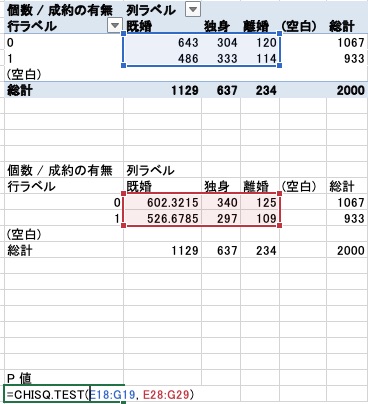 個数 / 成約の有無 列ラベル
行ラベル 既婚 独身 離婚 (空白) 総計
0 643 304 120 1067
1 486 333 114 933
(空白)
総計 1129 637 234 2000
個数 / 成約の有無 列ラベル
行ラベル 既婚 独身 離婚 (空白) 総計
0 602.3215 340 125 1067
1 526.6785 297 109 933
(空白)
総計 1129 637 234 2000
P 値
=CHISQ.TEST(E18:G19, E28:G29)